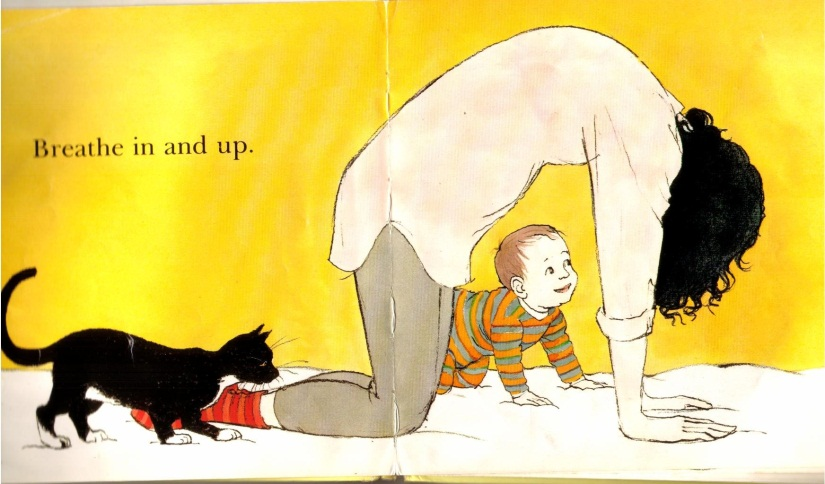 Breathe in and up.